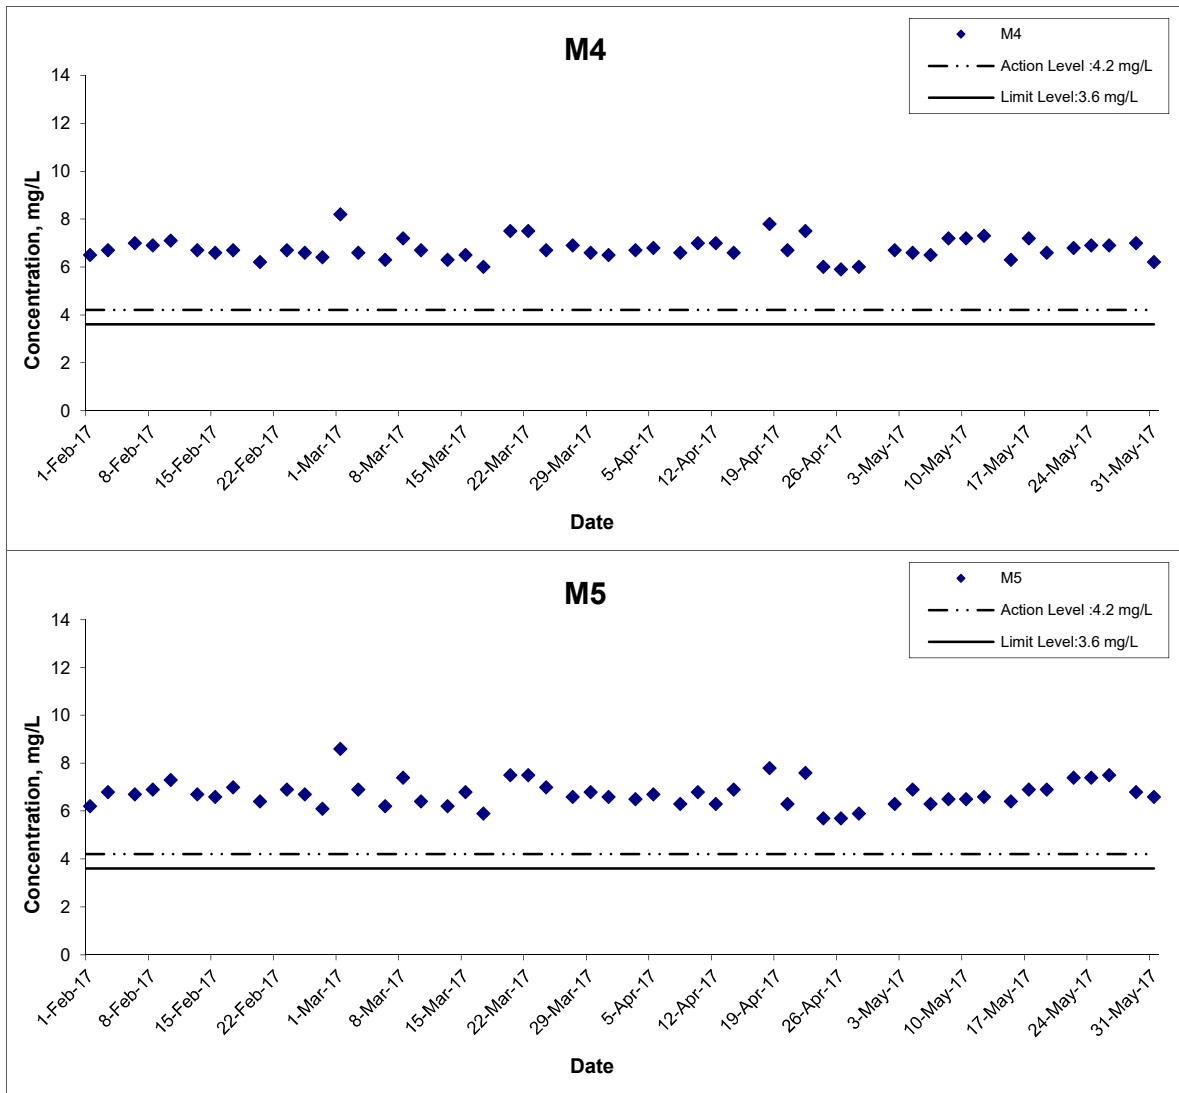 M4
M4
Action Level :4.2 mg/L
Limit Level:3.6 mg/L
Concentration, mg/L
14
12
10
8
6
4
2
0
1-Feb-17
8-Feb-17
15-Feb-17
22-Feb-17
1-Mar-17
8-Mar-17
15-Mar-17
22-Mar-17
29-Mar-17
5-Apr-17
12-Apr-17
19-Apr-17
26-Apr-17
3-May-17
10-May-17
17-May-17
24-May-17
31-May-17
Date
M5
M5
Action Level :4.2 mg/L
Limit Level:3.6 mg/L
Concentration, mg/L
14
12
10
8
6
4
2
0
1-Feb-17
8-Feb-17
15-Feb-17
22-Feb-17
1-Mar-17
8-Mar-17
15-Mar-17
22-Mar-17
29-Mar-17
5-Apr-17
12-Apr-17
19-Apr-17
26-Apr-17
3-May-17
10-May-17
17-May-17
24-May-17
31-May-17
Date